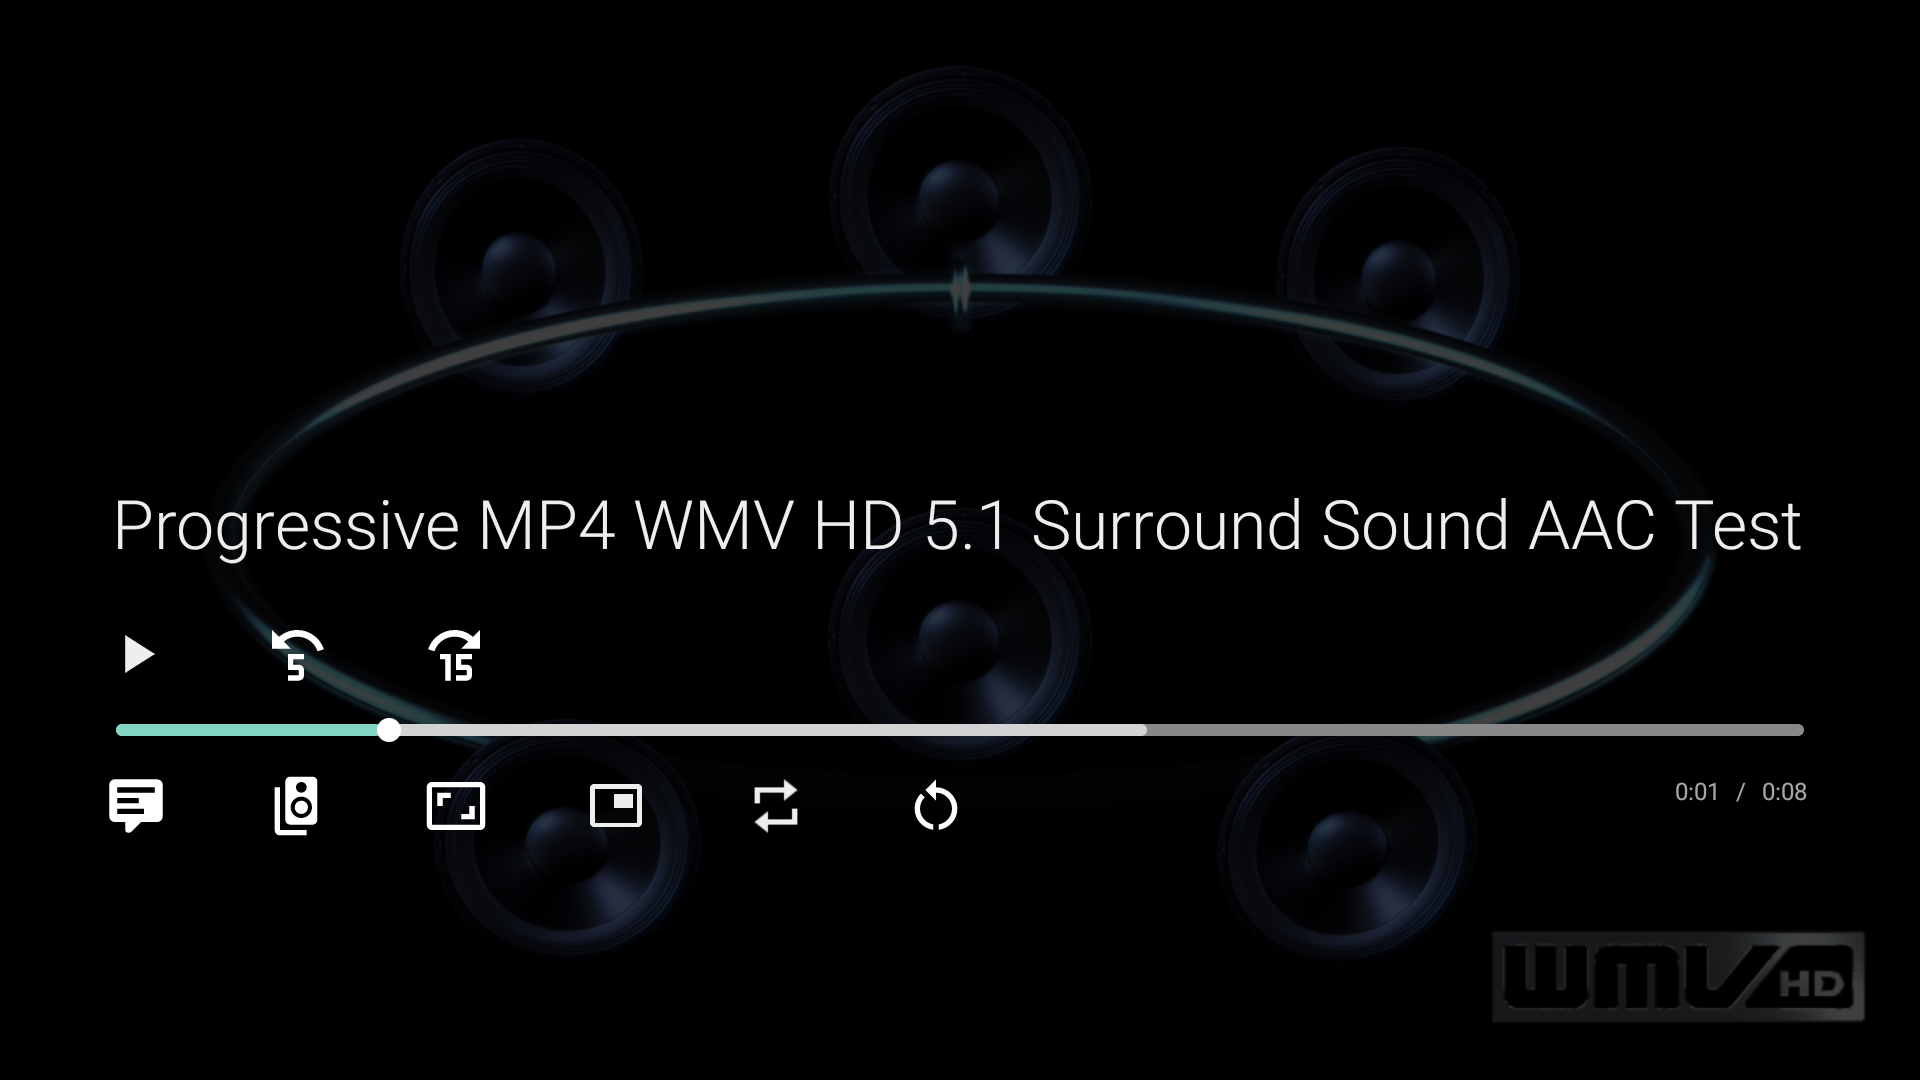 Progressive MP4 WMV HD 5.1 Surround Sound AAC Test
5
15
0:01 / 0:08
WMV HD